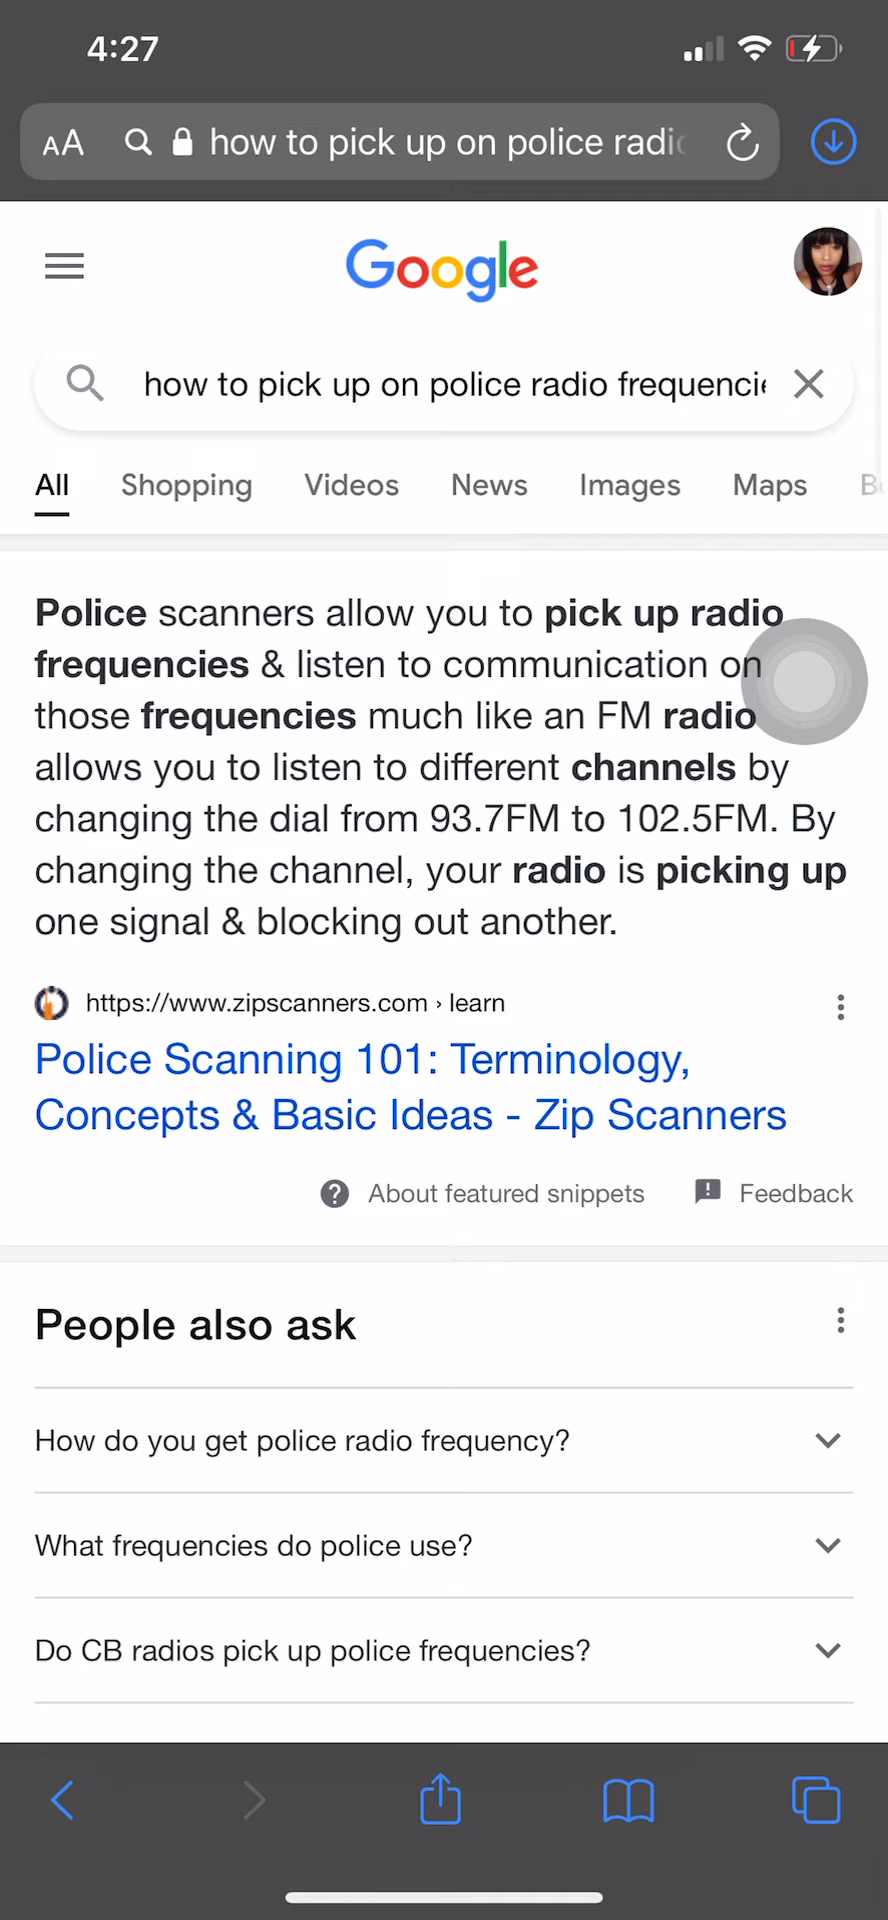 4:27
AA how to pick up on police radi
Google
how to pick up on police radio frequencie
All Shopping Videos News Images Maps B
Police scanners allow you to pick up radio
frequencies & listen to communication on
those frequencies much like an FM radio
allows you to listen to different channels by
changing the dial from 93.7FM to 102.5FM. By
changing the channel, your radio is picking up
one signal & blocking out another.
https://www.zipscanners.com › learn
Police Scanning 101: Terminology,
Concepts & Basic Ideas - Zip Scanners
About featured snippets Feedback
People also ask
How do you get police radio frequency?
What frequencies do police use?
Do CB radios pick up police frequencies?